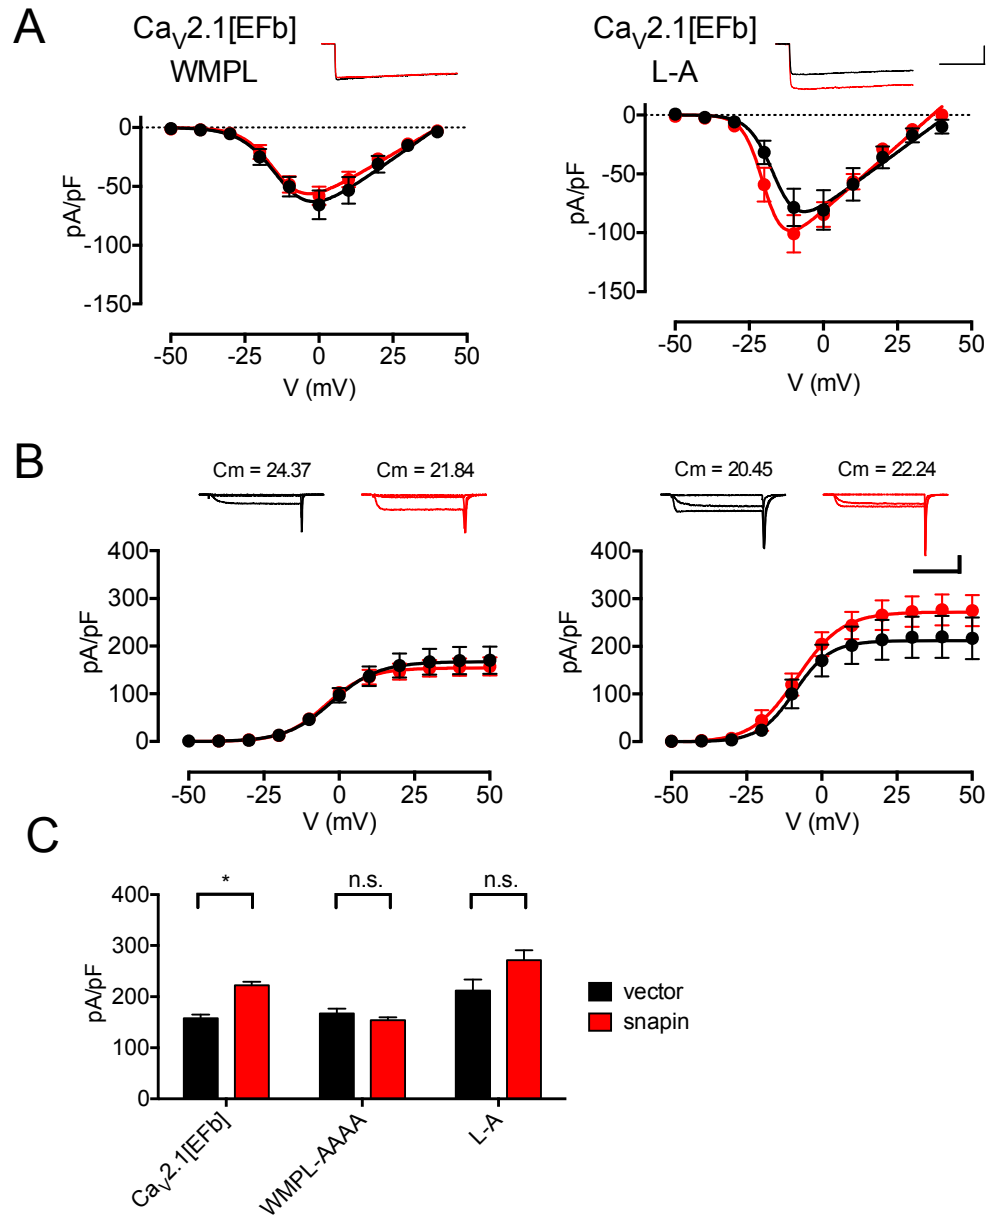 A
Ca_V2.1[EFb]
WMPL
Ca_V2.1[EFb]
L-A
0
-50
-100
-150
pA/pF
-50 -25 0 25 50
V (mV)
0
-50
-100
-150
pA/pF
-50 -25 0 25 50
V (mV)
B
Cm = 24.37 Cm = 21.84
400
300
200
100
0
pA/pF
-50 -25 0 25 50
V (mV)
Cm = 20.45 Cm = 22.24
400
300
200
100
0
pA/pF
-50 -25 0 25 50
V (mV)
C
* n.s. n.s.
400
300
200
100
0
pA/pF
Ca_V2.1[EFb]
WMPL-AAAA
L-A
vector
snapin